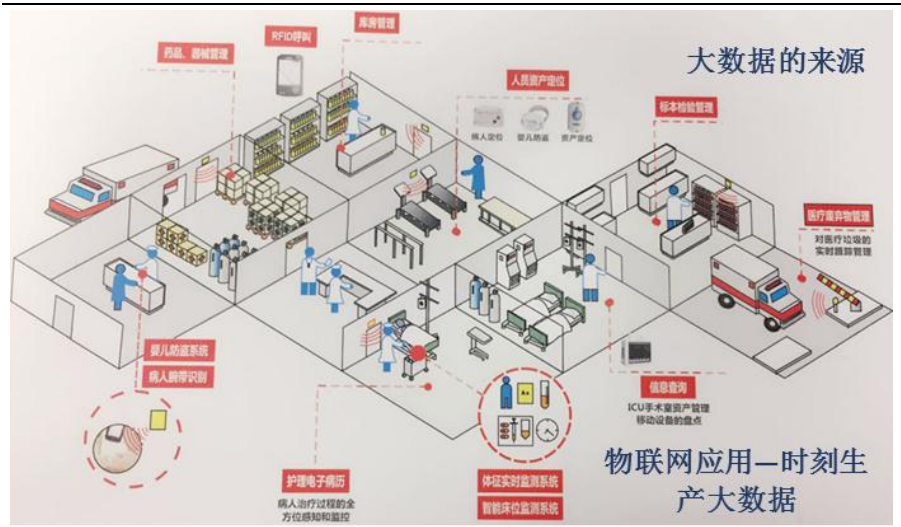 大数据的来源
库房管理
RFID呼叫
药品、器械管理
人员资产定位
病人定位
婴儿防盗
资产定位
标本检验管理
医疗废弃物管理
对医疗垃圾的
实时跟踪管理
婴儿防盗系统
病人腕带识别
信息查询
ICU手术室资产管理
移动设备的盘点
护理电子病历
病人治疗过程的全
方位感知和监控
体征实时监测系统
智能床位监测系统
物联网应用—时刻生
产大数据